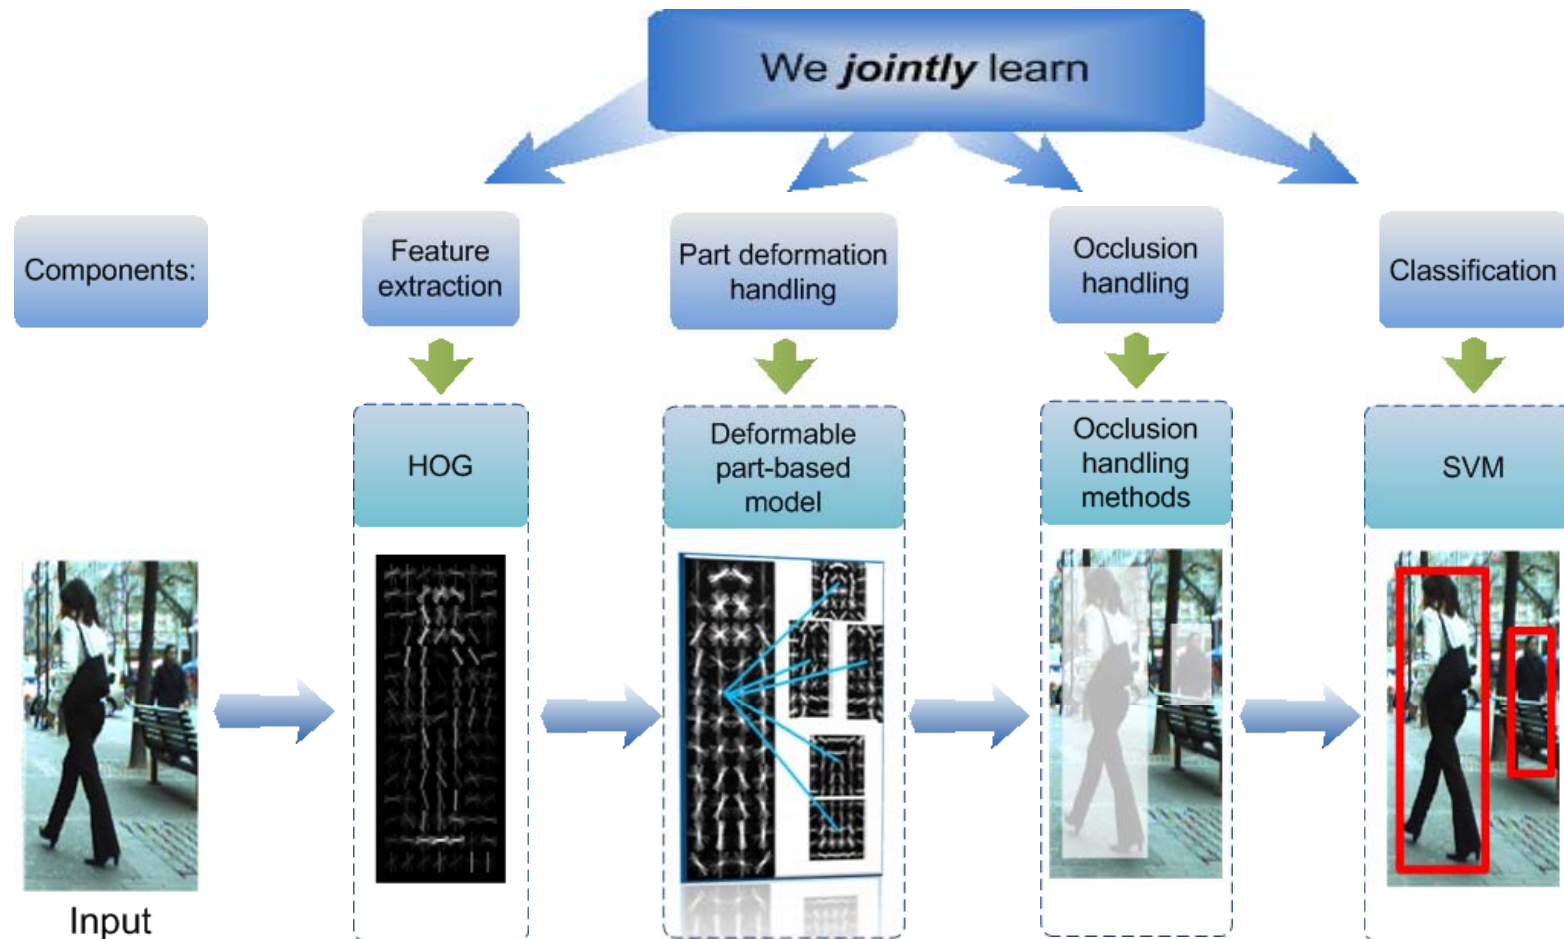 We jointly learn
Components:
Feature
extraction
Part deformation
handling
Occlusion
handling
Classification
HOG
Deformable
part-based
model
Occlusion
handling
methods
SVM
Input